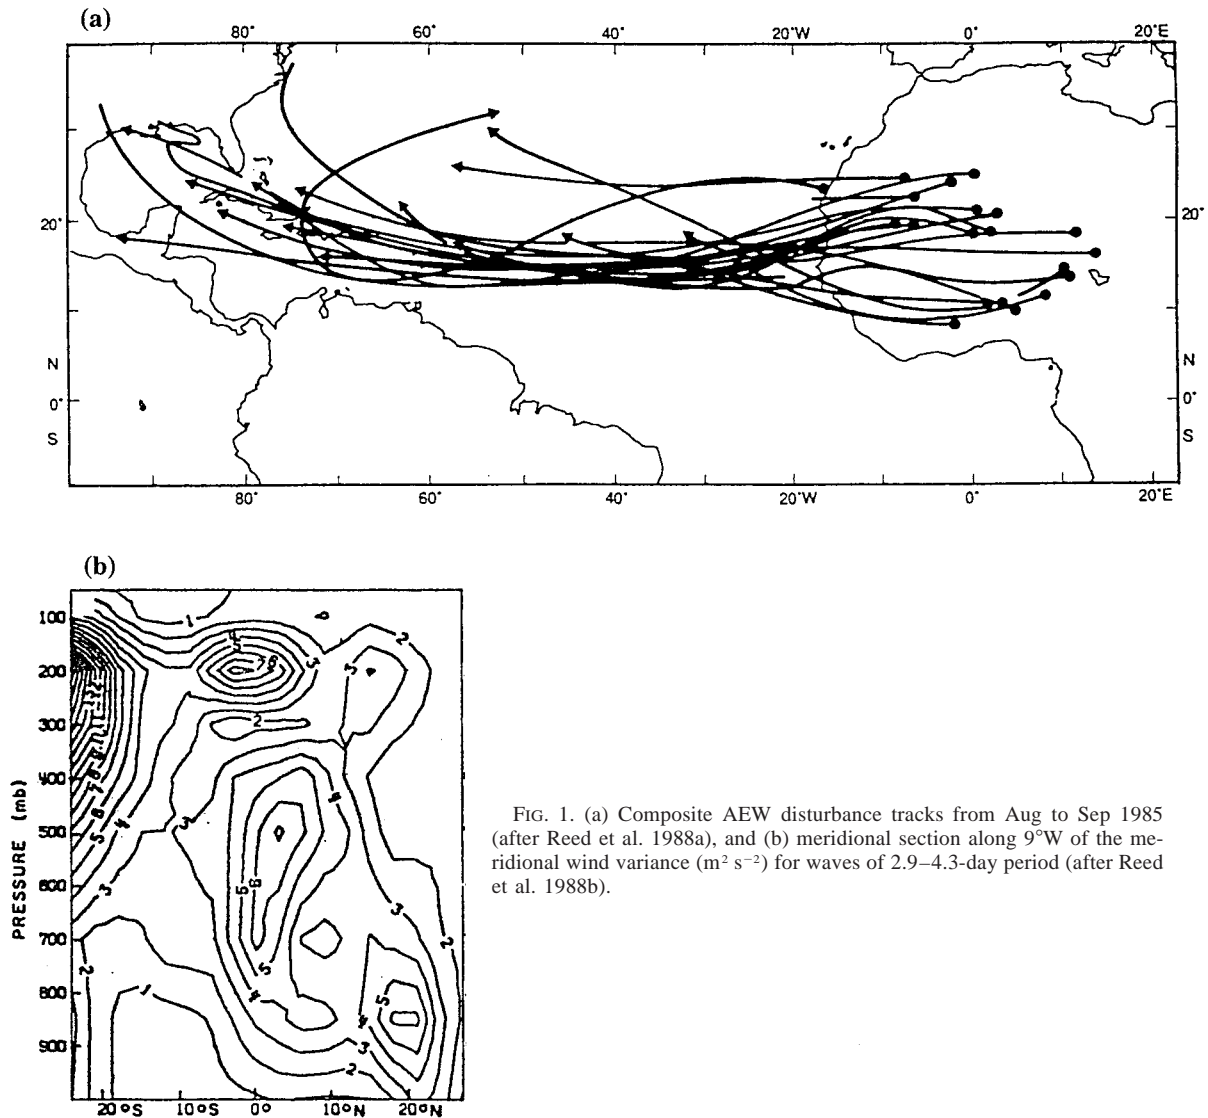 (a)
80° 60° 40° 20°W 0° 20°E
20° 20°
N N
0° 0°
S S
80° 60° 40° 20°W 0° 20°E
(b)
100
200
300
400
500
600
700
800
900
PRESSURE (mb)
20°S 10°S 0° 10°N 20°N
FIG. 1. (a) Composite AEW disturbance tracks from Aug to Sep 1985
(after Reed et al. 1988a), and (b) meridional section along 9°W of the me-
ridional wind variance (m² s⁻²) for waves of 2.9–4.3-day period (after Reed
et al. 1988b).